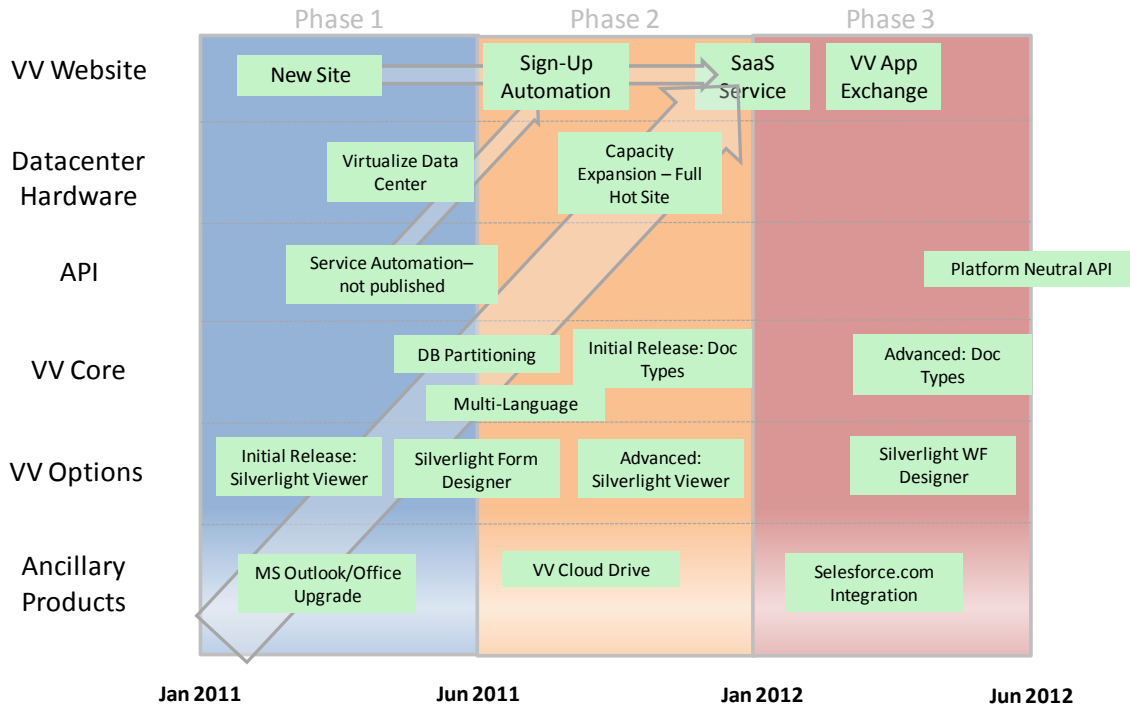 Phase 1
Phase 2
Phase 3
VV Website
New Site
Sign-Up
Automation
SaaS
Service
VV App
Exchange
Datacenter
Hardware
Virtualize Data
Center
Capacity
Expansion – Full
Hot Site
API
Service Automation–
not published
Platform Neutral API
VV Core
DB Partitioning
Initial Release: Doc
Types
Advanced: Doc
Types
Multi-Language
VV Options
Initial Release:
Silverlight Viewer
Silverlight Form
Designer
Advanced:
Silverlight Viewer
Silverlight WF
Designer
Ancillary
Products
MS Outlook/Office
Upgrade
VV Cloud Drive
Selesforce.com
Integration
Jan 2011
Jun 2011
Jan 2012
Jun 2012